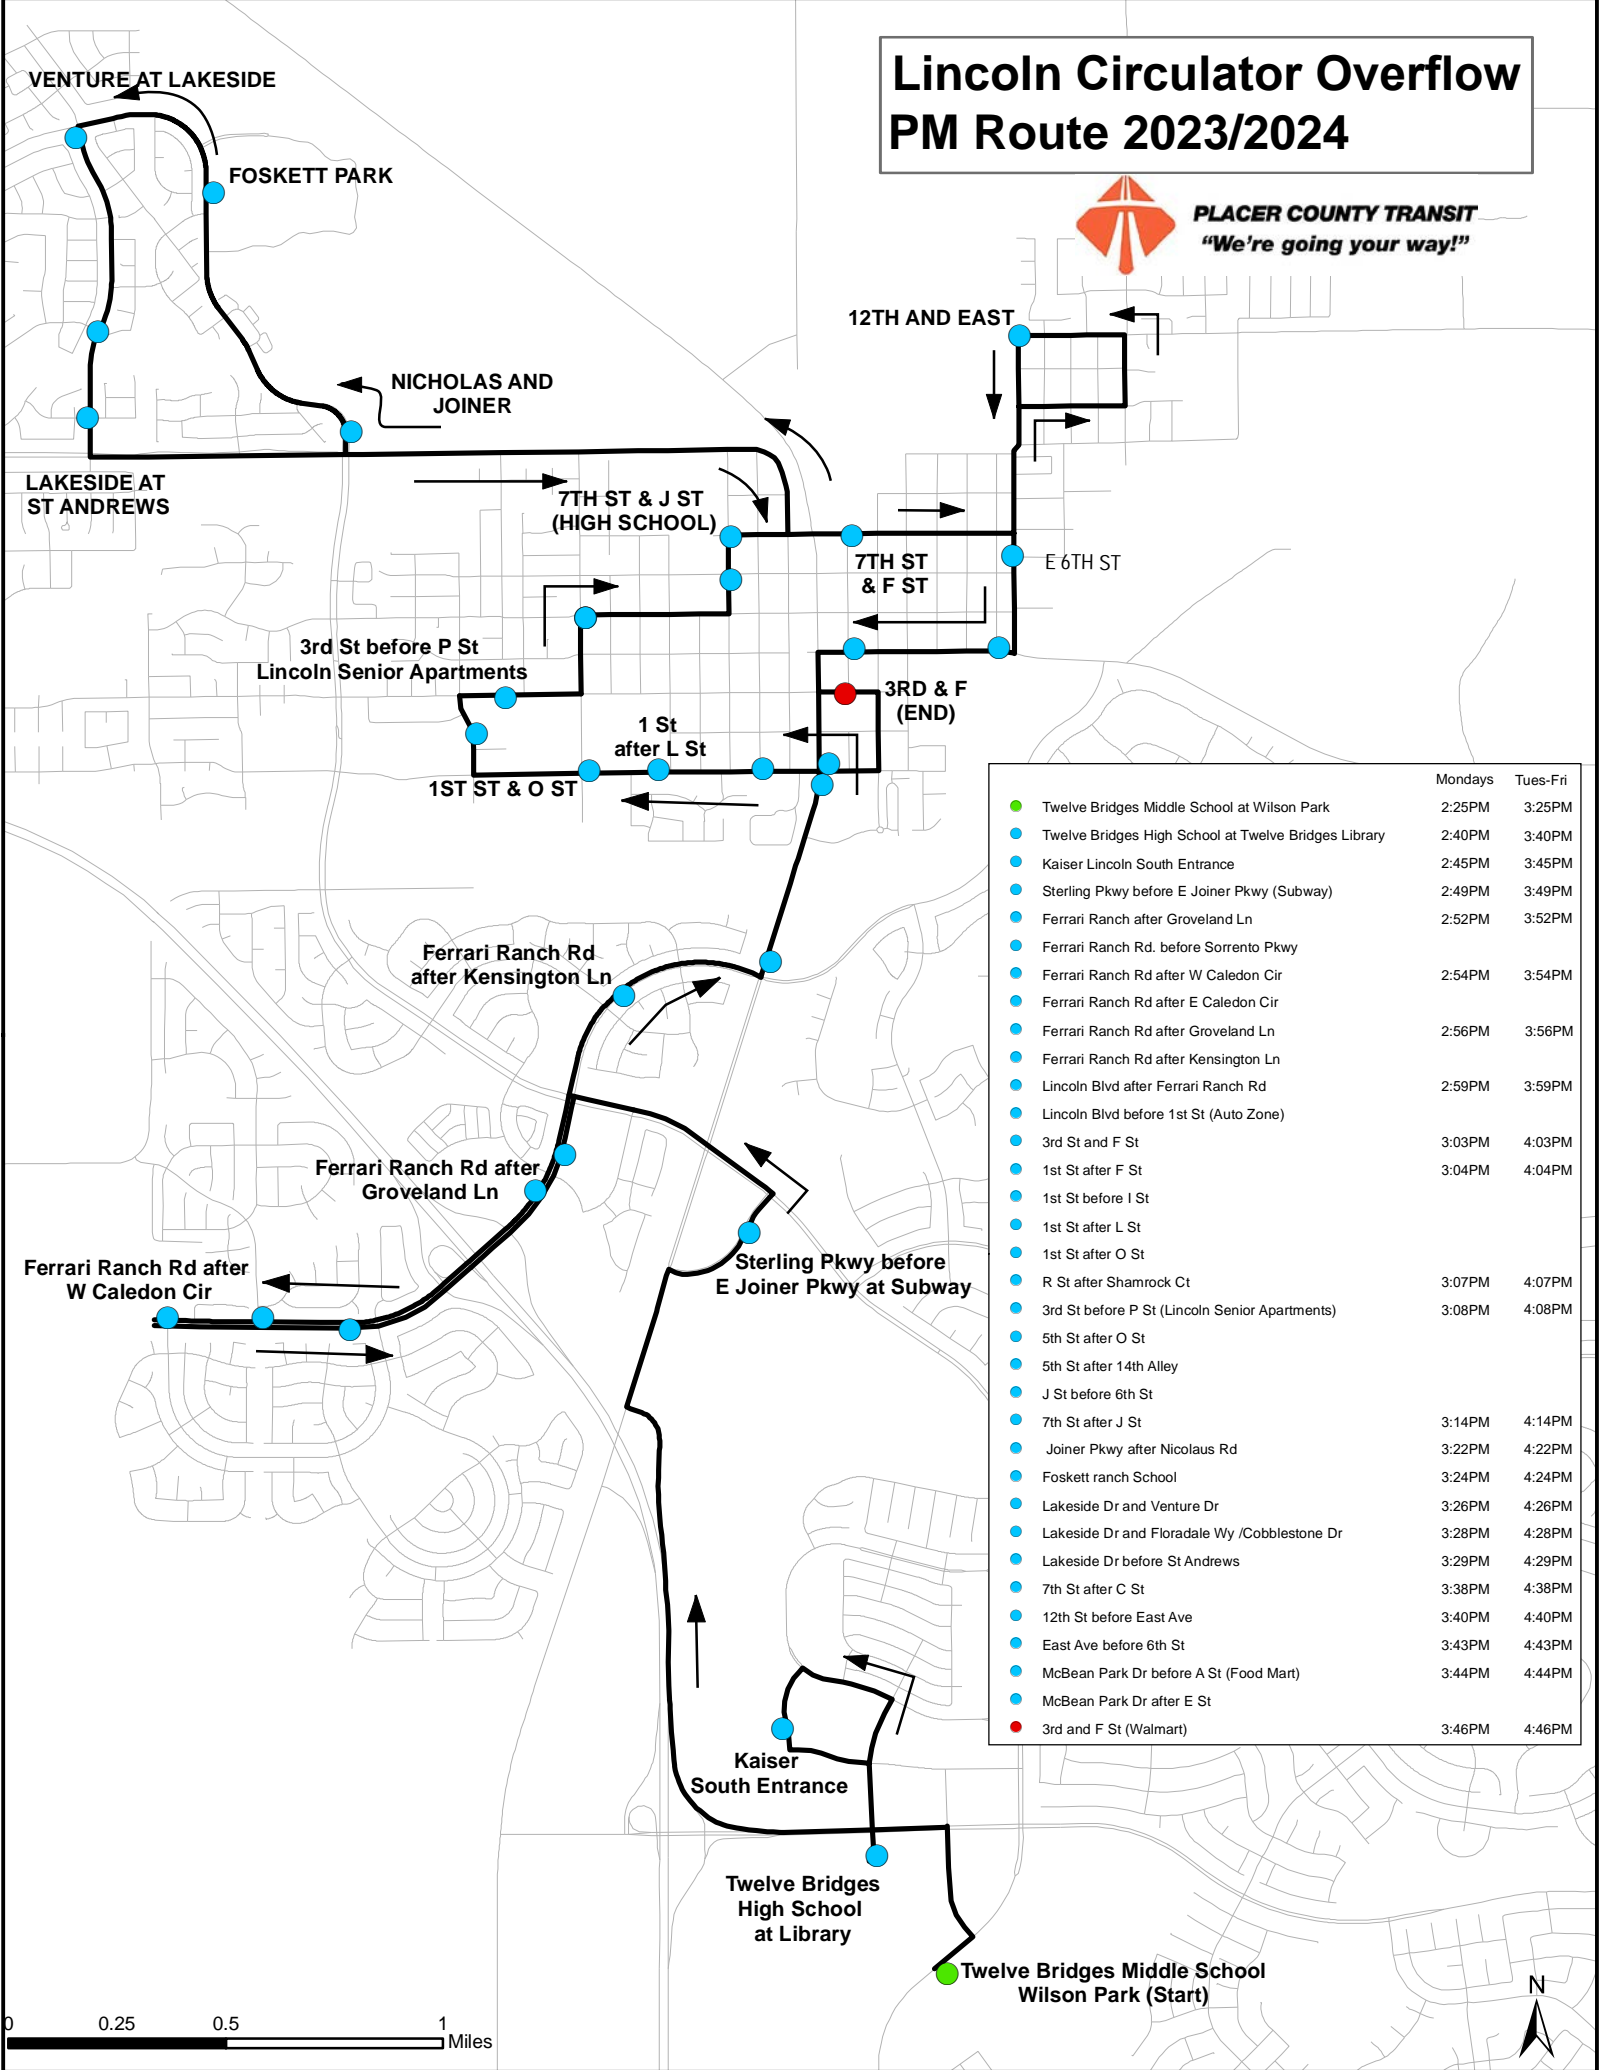 Lincoln Circulator Overflow
PM Route 2023/2024
PLACER COUNTY TRANSIT
“We’re going your way!”
VENTURE AT LAKESIDE
FOSKETT PARK
12TH AND EAST
NICHOLAS AND
JOINER
LAKESIDE AT
ST ANDREWS
7TH ST & J ST
(HIGH SCHOOL)
7TH ST
& F ST
E 6TH ST
3rd St before P St
Lincoln Senior Apartments
3RD & F
(END)
1 St
after L St
1ST ST & O ST
Ferrari Ranch Rd
after Kensington Ln
Ferrari Ranch Rd after
Groveland Ln
Ferrari Ranch Rd after
W Caledon Cir
Sterling Pkwy before
E Joiner Pkwy at Subway
Kaiser
South Entrance
Twelve Bridges
High School
at Library
Twelve Bridges Middle School
Wilson Park (Start)
Mondays Tues-Fri
Twelve Bridges Middle School at Wilson Park 2:25PM 3:25PM
Twelve Bridges High School at Twelve Bridges Library 2:40PM 3:40PM
Kaiser Lincoln South Entrance 2:45PM 3:45PM
Sterling Pkwy before E Joiner Pkwy (Subway) 2:49PM 3:49PM
Ferrari Ranch after Groveland Ln 2:52PM 3:52PM
Ferrari Ranch Rd. before Sorrento Pkwy
Ferrari Ranch Rd after W Caledon Cir 2:54PM 3:54PM
Ferrari Ranch Rd after E Caledon Cir
Ferrari Ranch Rd after Groveland Ln 2:56PM 3:56PM
Ferrari Ranch Rd after Kensington Ln
Lincoln Blvd after Ferrari Ranch Rd 2:59PM 3:59PM
Lincoln Blvd before 1st St (Auto Zone)
3rd St and F St 3:03PM 4:03PM
1st St after F St 3:04PM 4:04PM
1st St before I St
1st St after L St
1st St after O St
R St after Shamrock Ct 3:07PM 4:07PM
3rd St before P St (Lincoln Senior Apartments) 3:08PM 4:08PM
5th St after O St
5th St after 14th Alley
J St before 6th St
7th St after J St 3:14PM 4:14PM
Joiner Pkwy after Nicolaus Rd 3:22PM 4:22PM
Foskett ranch School 3:24PM 4:24PM
Lakeside Dr and Venture Dr 3:26PM 4:26PM
Lakeside Dr and Floradale Wy /Cobblestone Dr 3:28PM 4:28PM
Lakeside Dr before St Andrews 3:29PM 4:29PM
7th St after C St 3:38PM 4:38PM
12th St before East Ave 3:40PM 4:40PM
East Ave before 6th St 3:43PM 4:43PM
McBean Park Dr before A St (Food Mart) 3:44PM 4:44PM
McBean Park Dr after E St
3rd and F St (Walmart) 3:46PM 4:46PM
N
0 0.25 0.5 1
Miles